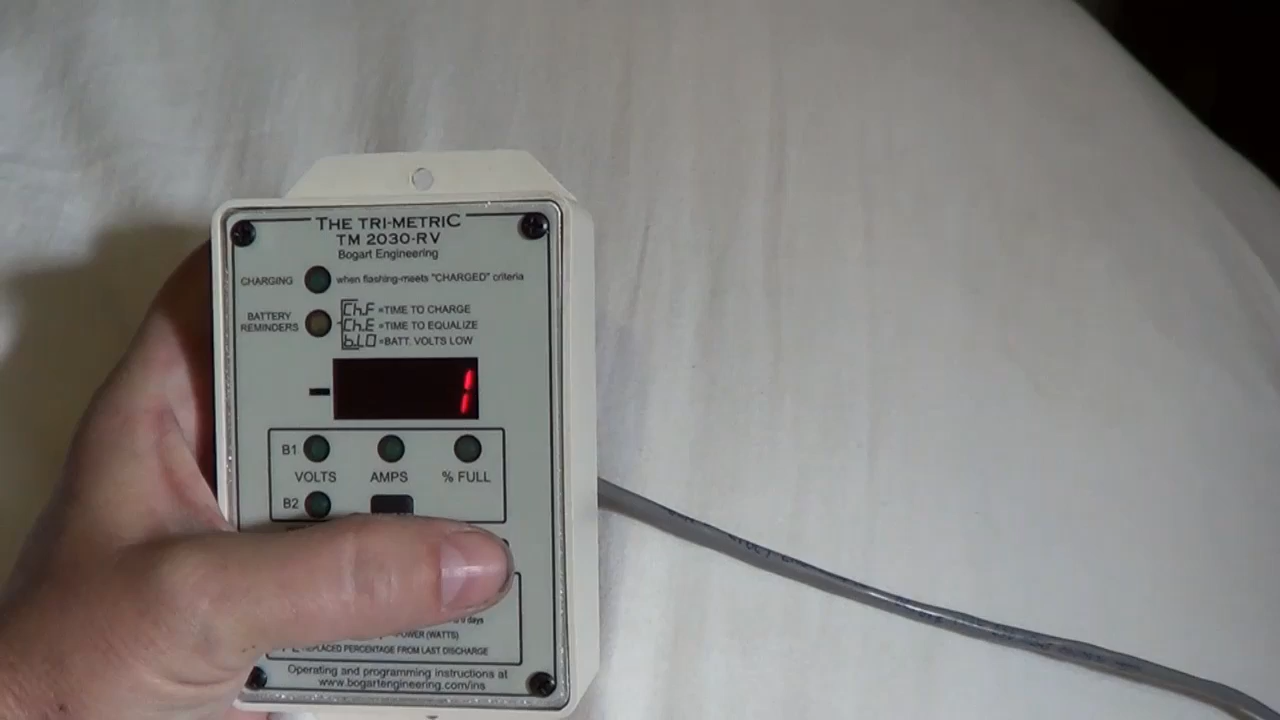 THE TRI-METRIC
TM 2030-RV
Bogart Engineering
CHARGING when flashing-meets "CHARGED" criteria
BATTERY REMINDERS
Ch.F =TIME TO CHARGE
Ch.E =TIME TO EQUALIZE
b.LO =BATT. VOLTS LOW
- 1
B1
VOLTS AMPS % FULL
B2
days
POWER (WATTS)
REPLACED PERCENTAGE FROM LAST DISCHARGE
Operating and programming instructions at
www.bogartengineering.com/ins